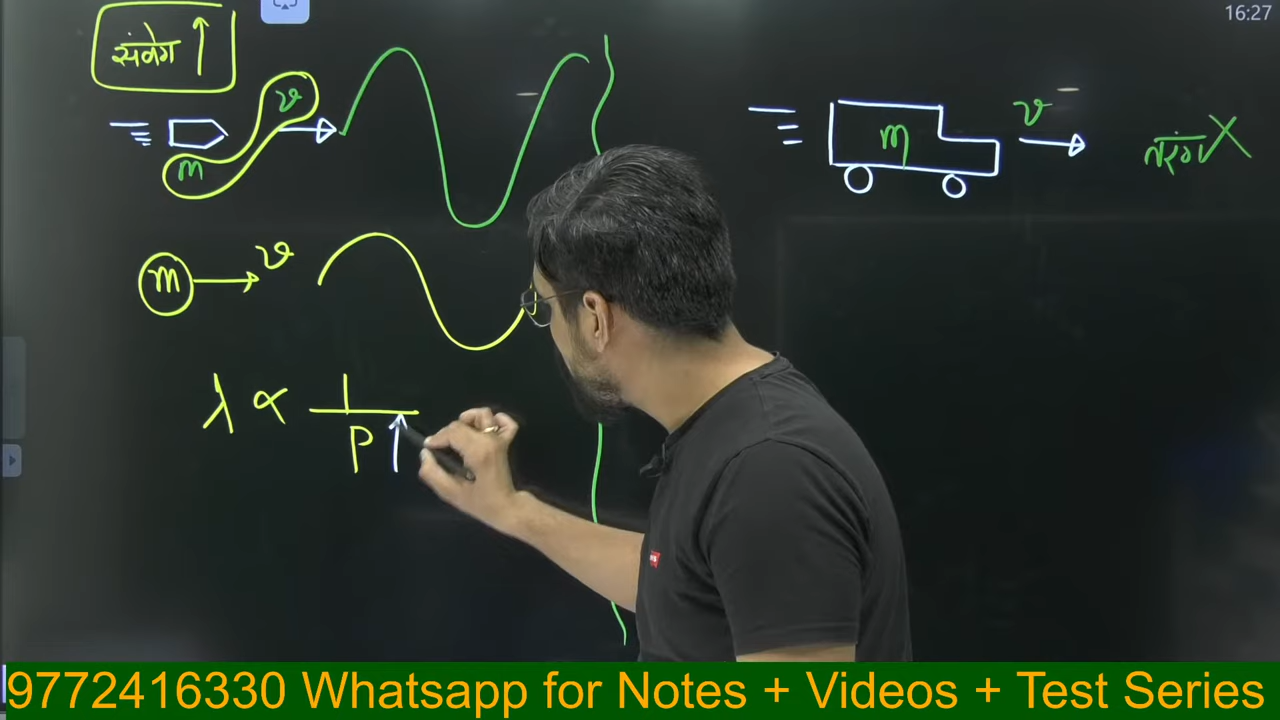 16:27
संवेग ↑
v
m
m
v
तरंग X
m
v
λ ∝ 1
P ↑
9772416330 Whatsapp for Notes + Videos + Test Series